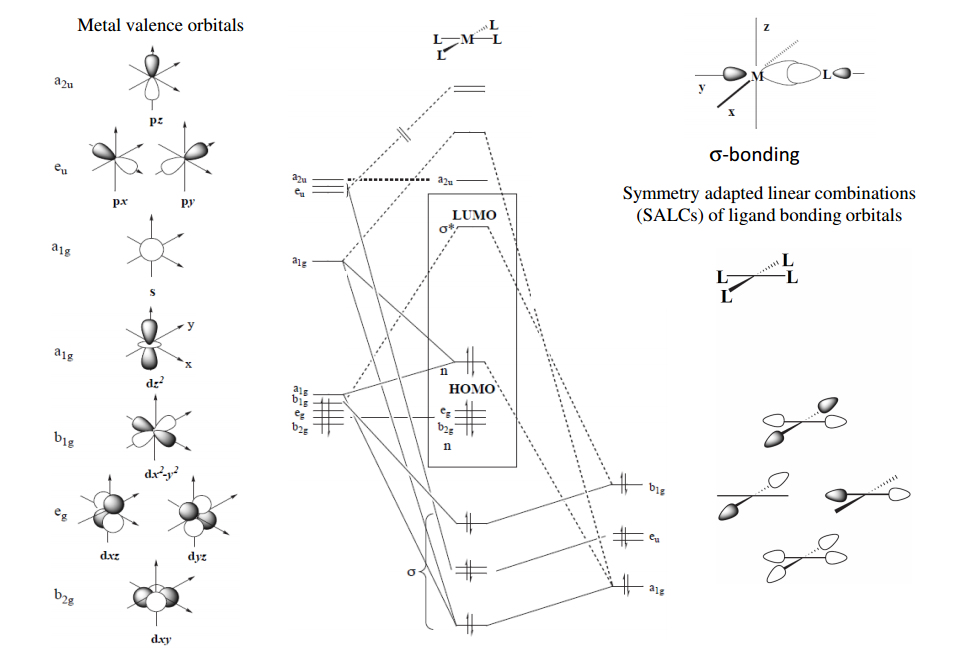 Metal valence orbitals
a2u
pz
eu
px
py
a1g
s
a1g
y
x
dz²
b1g
dx²-y²
eg
dxz
dyz
b2g
dxy
L
L—M—L
L
a2u
eu
a1g
a1g
b1g
eg
b2g
a2u
LUMO
σ*
n
HOMO
eg
b2g
n
σ
b1g
eu
a1g
z
M
L
y
x
σ-bonding
Symmetry adapted linear combinations
(SALCs) of ligand bonding orbitals
L
L
L
L